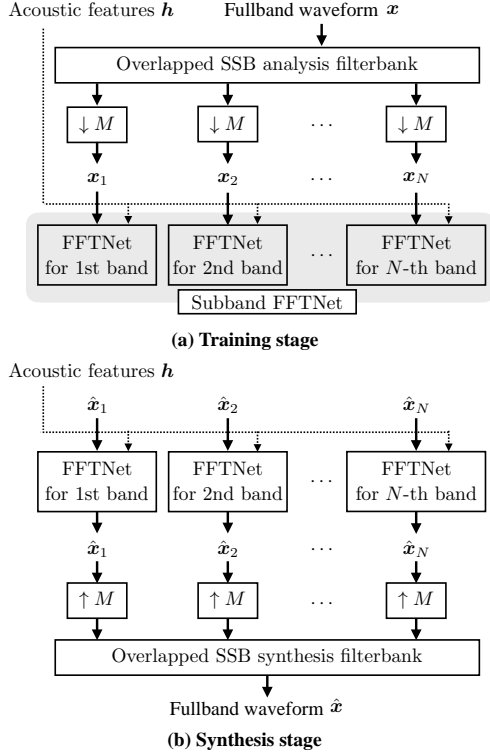 Acoustic features h Fullband waveform x
Overlapped SSB analysis filterbank
↓ M ↓ M ... ↓ M
x1 x2 ... xN
FFTNet for 1st band FFTNet for 2nd band ... FFTNet for N-th band
Subband FFTNet
(a) Training stage
Acoustic features h
x̂1 x̂2 x̂N
FFTNet for 1st band FFTNet for 2nd band ... FFTNet for N-th band
x̂1 x̂2 ... x̂N
↑ M ↑ M ... ↑ M
Overlapped SSB synthesis filterbank
Fullband waveform x̂
(b) Synthesis stage